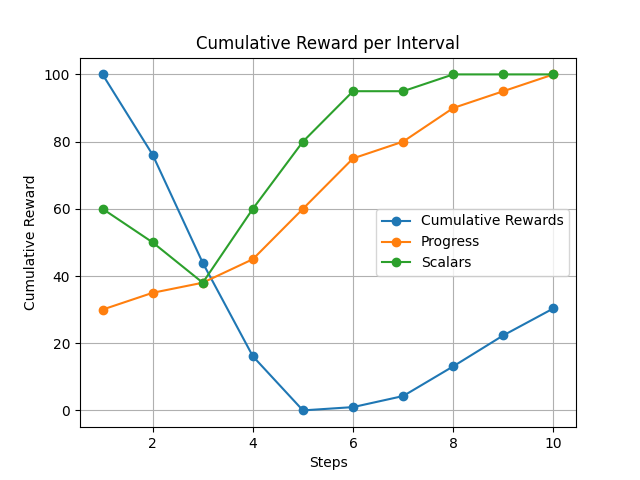 Cumulative Reward per Interval
100
80
60
40
20
0
Cumulative Reward
Cumulative Rewards
Progress
Scalars
2
4
6
8
10
Steps